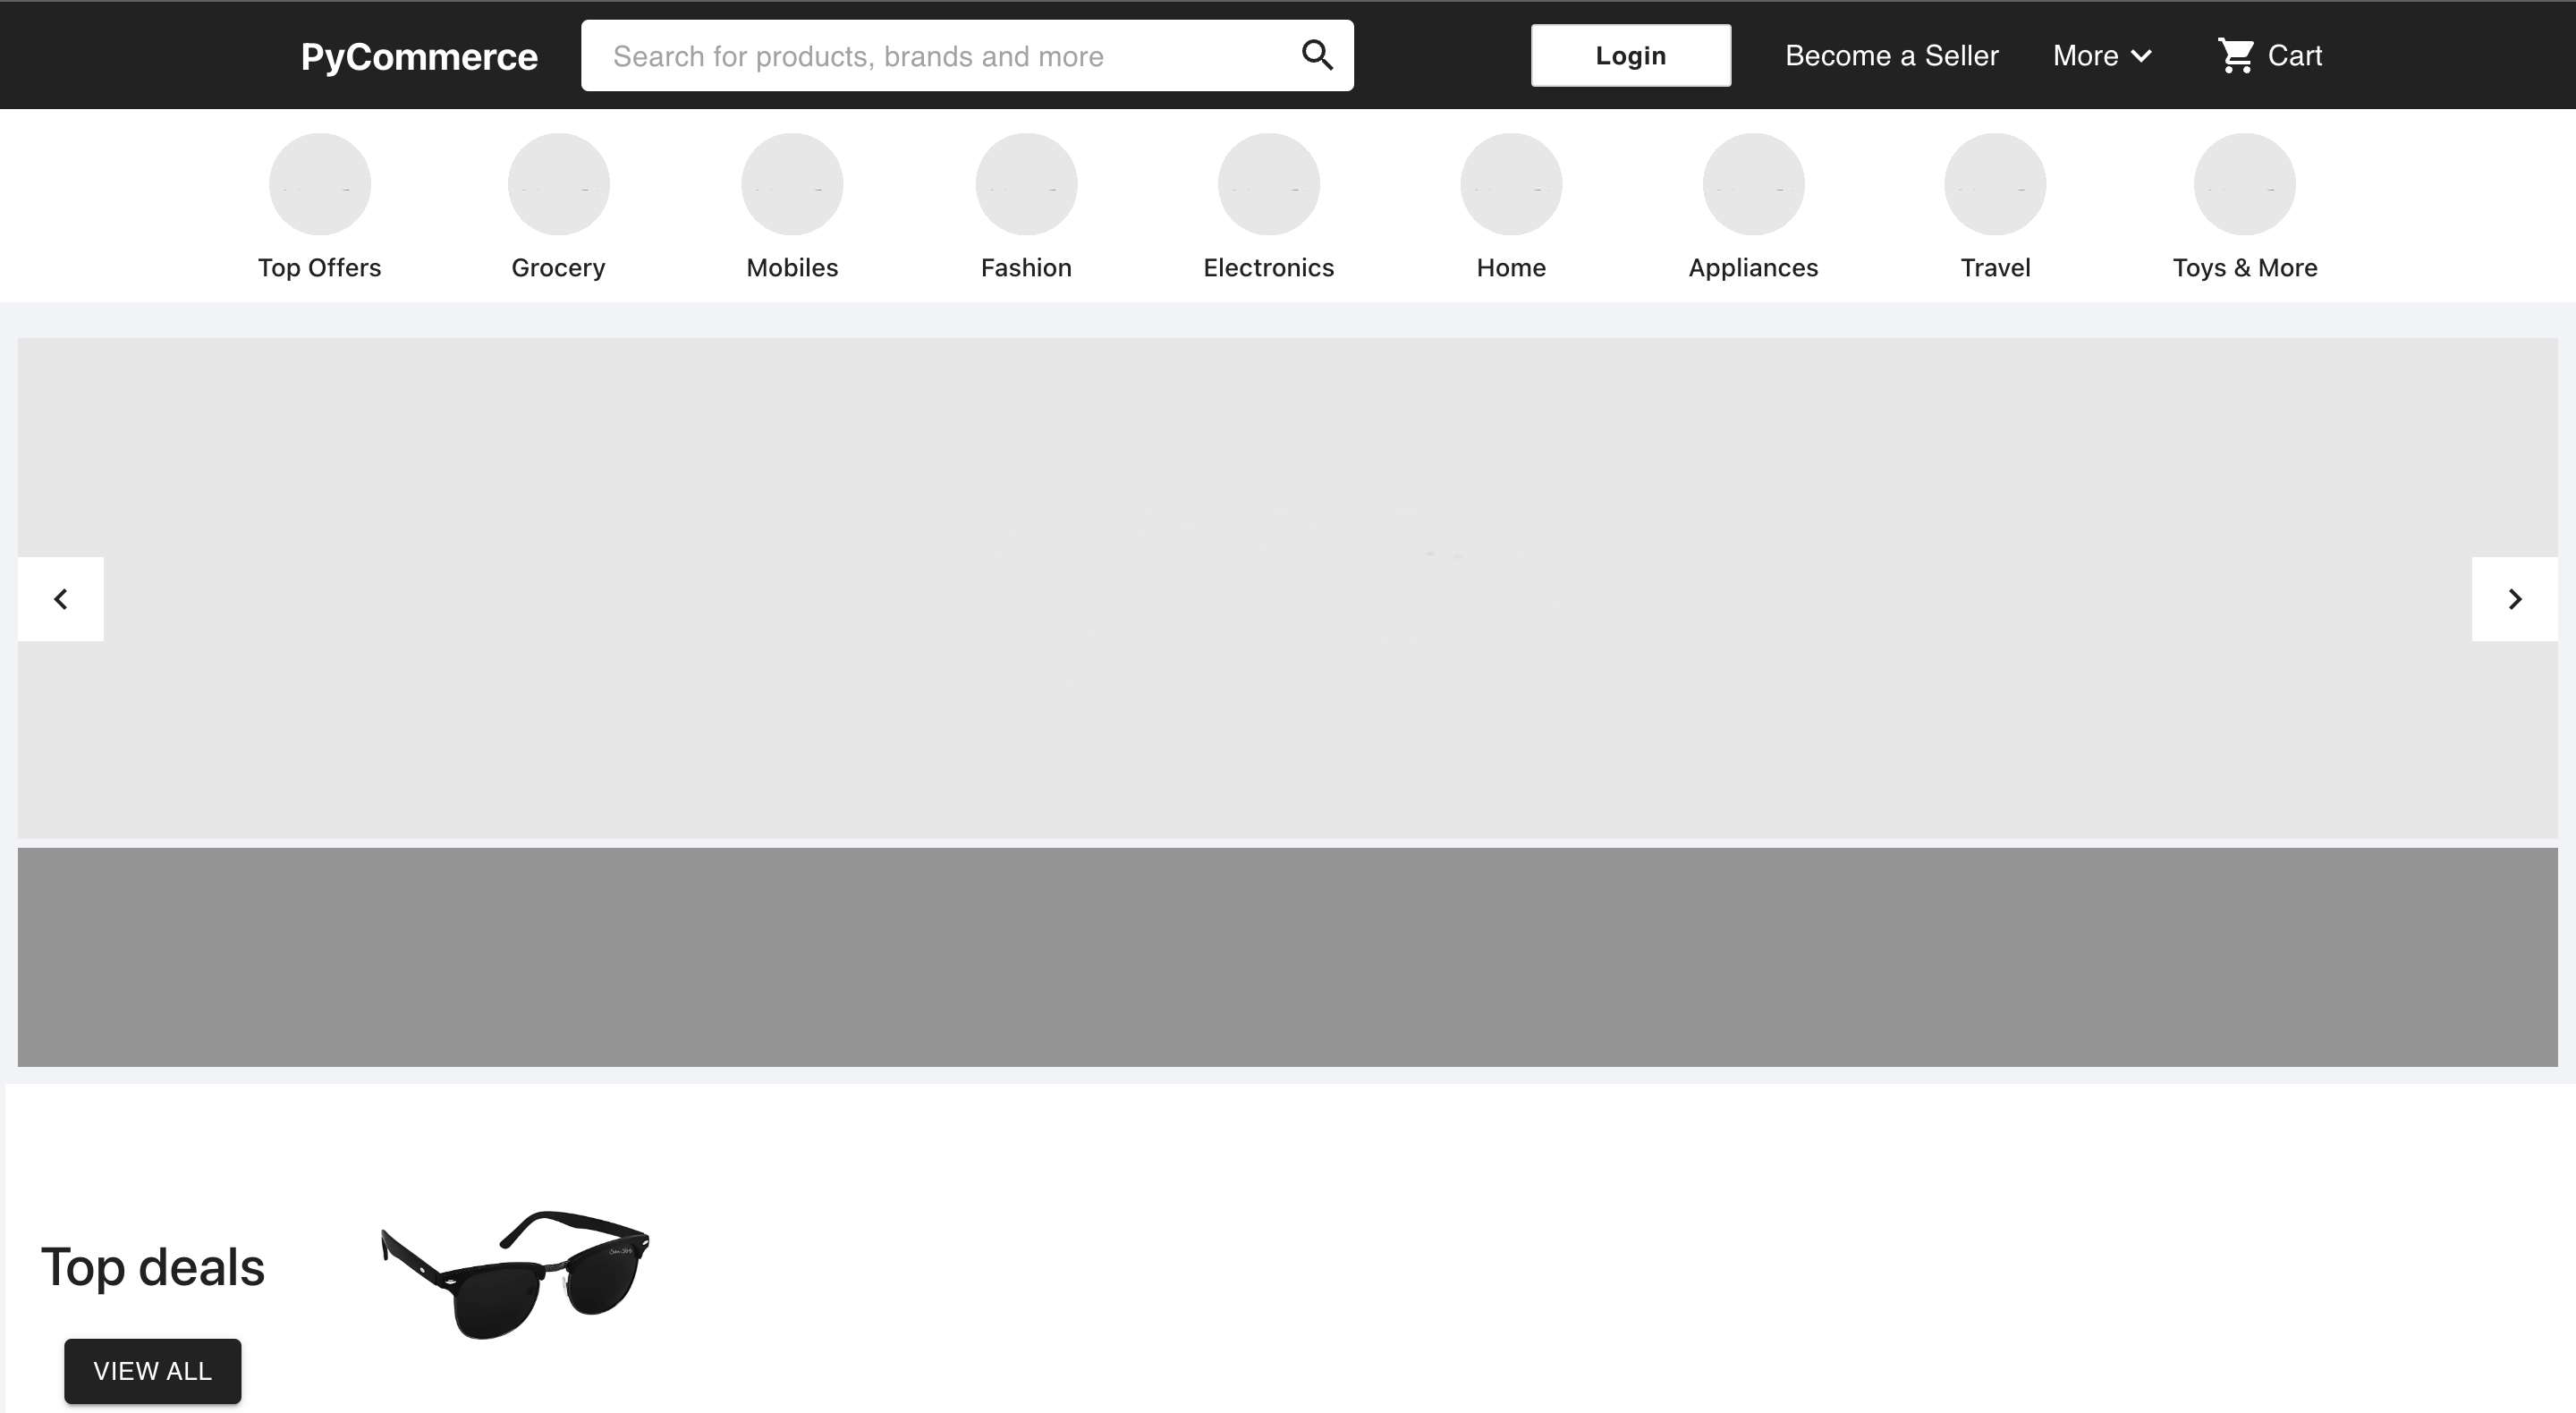 PyCommerce
Search for products, brands and more
Login
Become a Seller
More
Cart
Top Offers
Grocery
Mobiles
Fashion
Electronics
Home
Appliances
Travel
Toys & More
Top deals
VIEW ALL